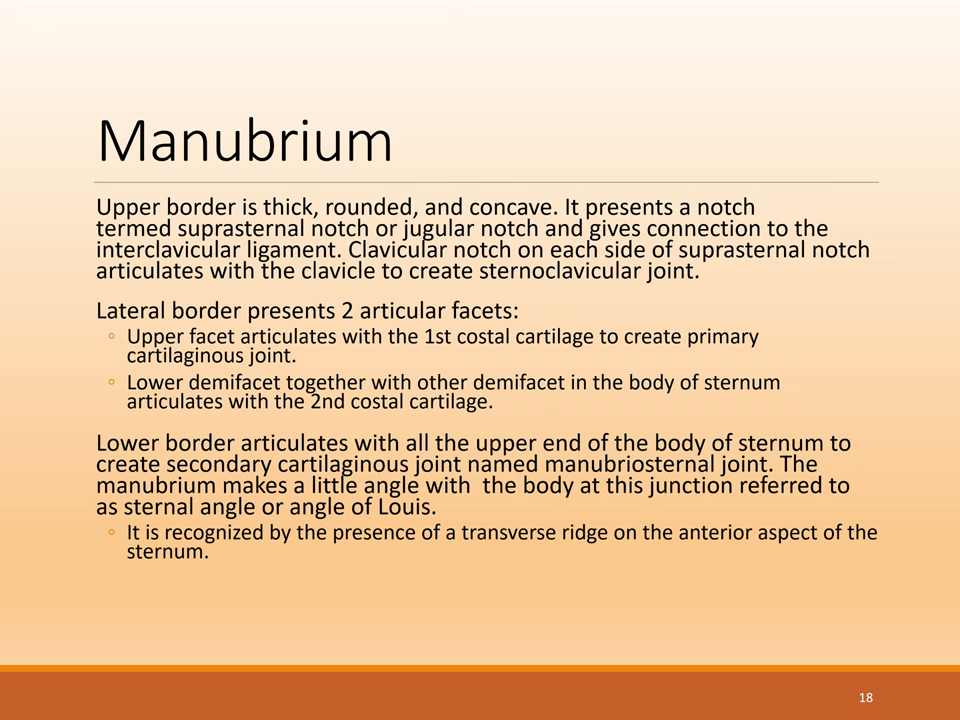 Manubrium
Upper border is thick, rounded, and concave. It presents a notch
termed suprasternal notch or jugular notch and gives connection to the
interclavicular ligament. Clavicular notch on each side of suprasternal notch
articulates with the clavicle to create sternoclavicular joint.
Lateral border presents 2 articular facets:
◦ Upper facet articulates with the 1st costal cartilage to create primary
cartilaginous joint.
◦ Lower demifacet together with other demifacet in the body of sternum
articulates with the 2nd costal cartilage.
Lower border articulates with all the upper end of the body of sternum to
create secondary cartilaginous joint named manubriosternal joint. The
manubrium makes a little angle with  the body at this junction referred to
as sternal angle or angle of Louis.
◦ It is recognized by the presence of a transverse ridge on the anterior aspect of the
sternum.
18